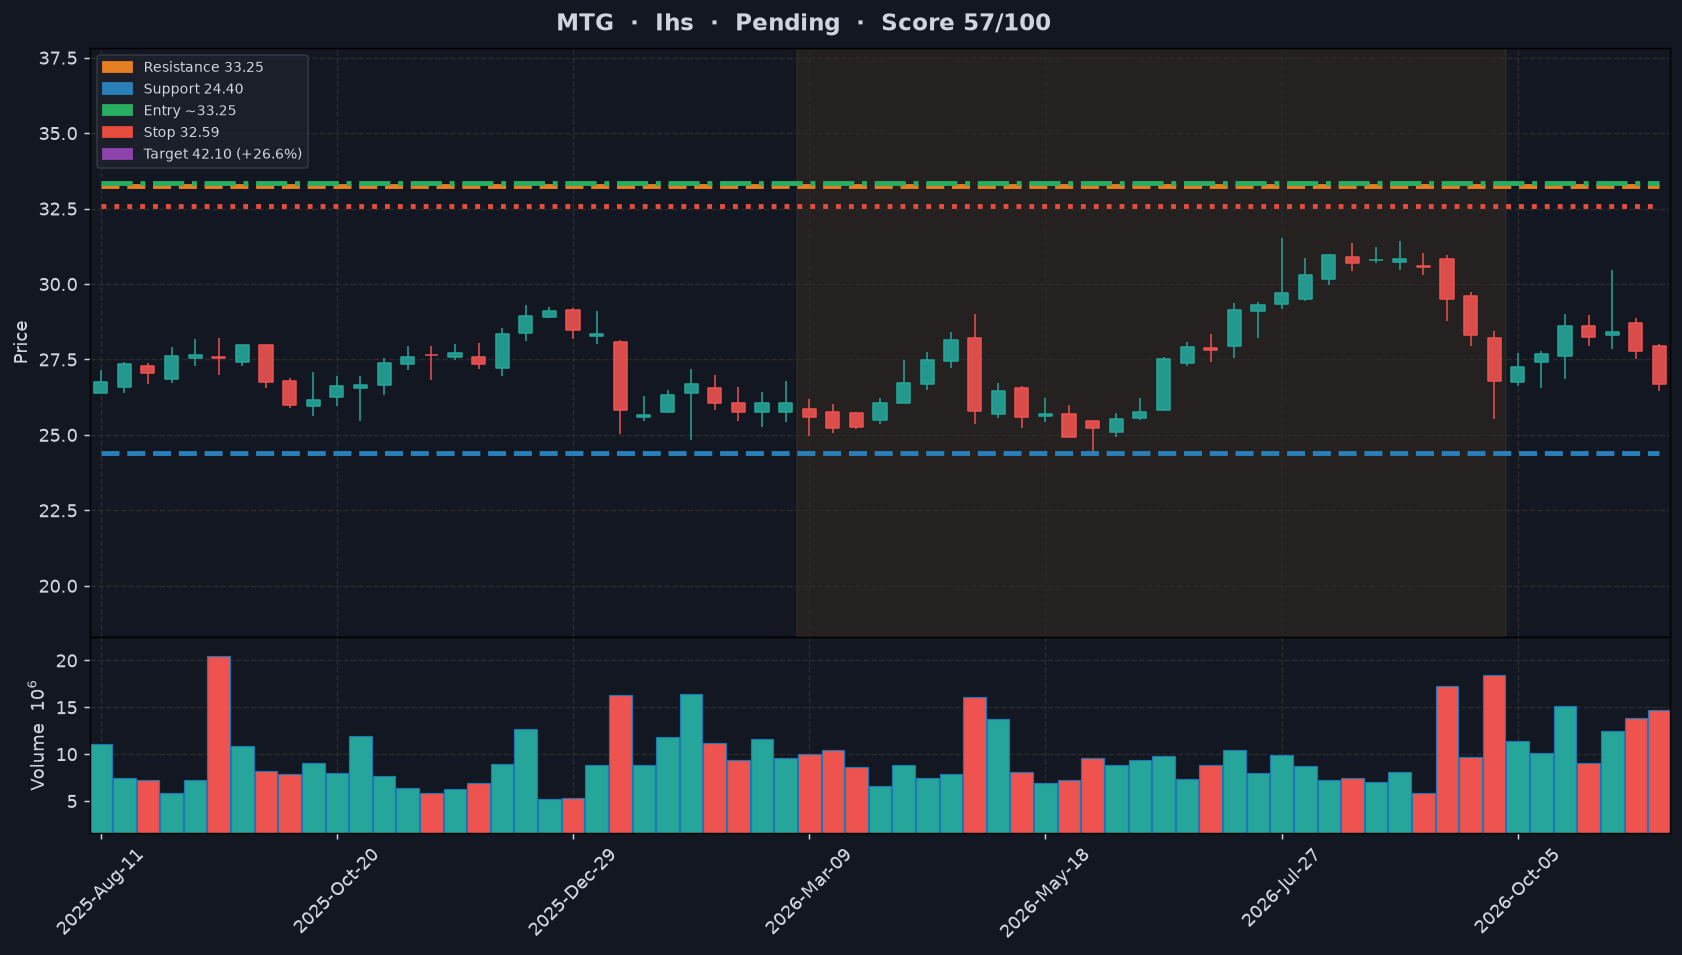 MTG · Ihs · Pending · Score 57/100
Resistance 33.25
Support 24.40
Entry ~33.25
Stop 32.59
Target 42.10 (+26.6%)
37.5
35.0
32.5
30.0
27.5
25.0
22.5
20.0
Price
20
15
10
5
Volume 10⁶
2025-Aug-11
2025-Oct-20
2025-Dec-29
2026-Mar-09
2026-May-18
2026-Jul-27
2026-Oct-05